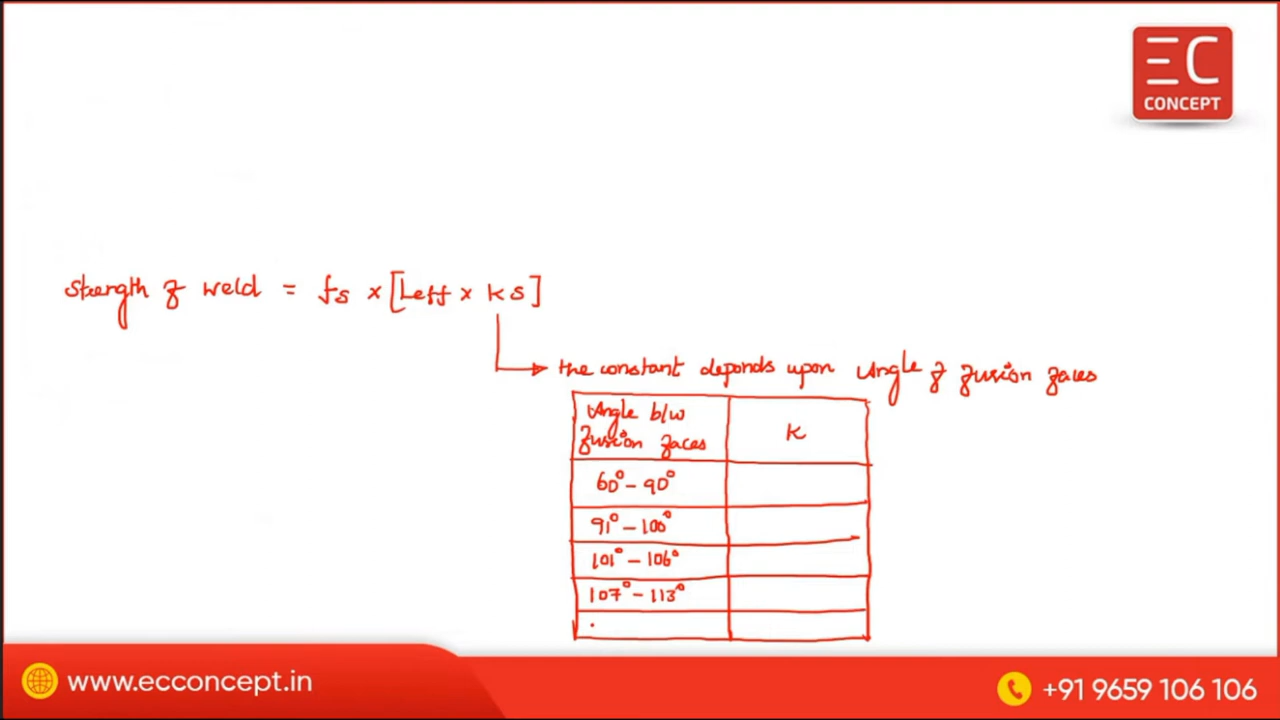 EC
CONCEPT
Strength of weld = fs × [Leff × KS]
the constant depends upon Angle of fusion faces
Angle b/w fusion faces
K
60° – 90°
91° – 100°
101° – 106°
107° – 113°
www.ecconcept.in
+91 9659 106 106